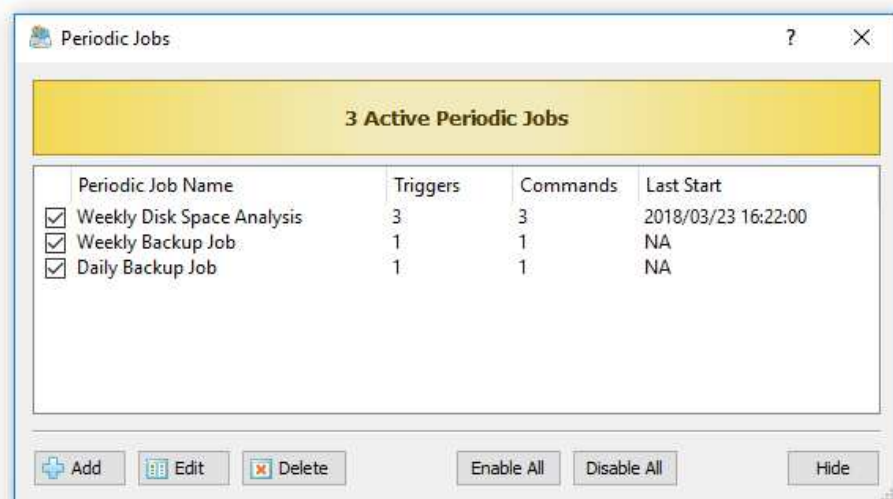 Periodic Jobs ?
3 Active Periodic Jobs
Periodic Job Name Triggers Commands Last Start
Weekly Disk Space Analysis 3 3 2018/03/23 16:22:00
Weekly Backup Job 1 1 NA
Daily Backup Job 1 1 NA
Add Edit Delete Enable All Disable All Hide